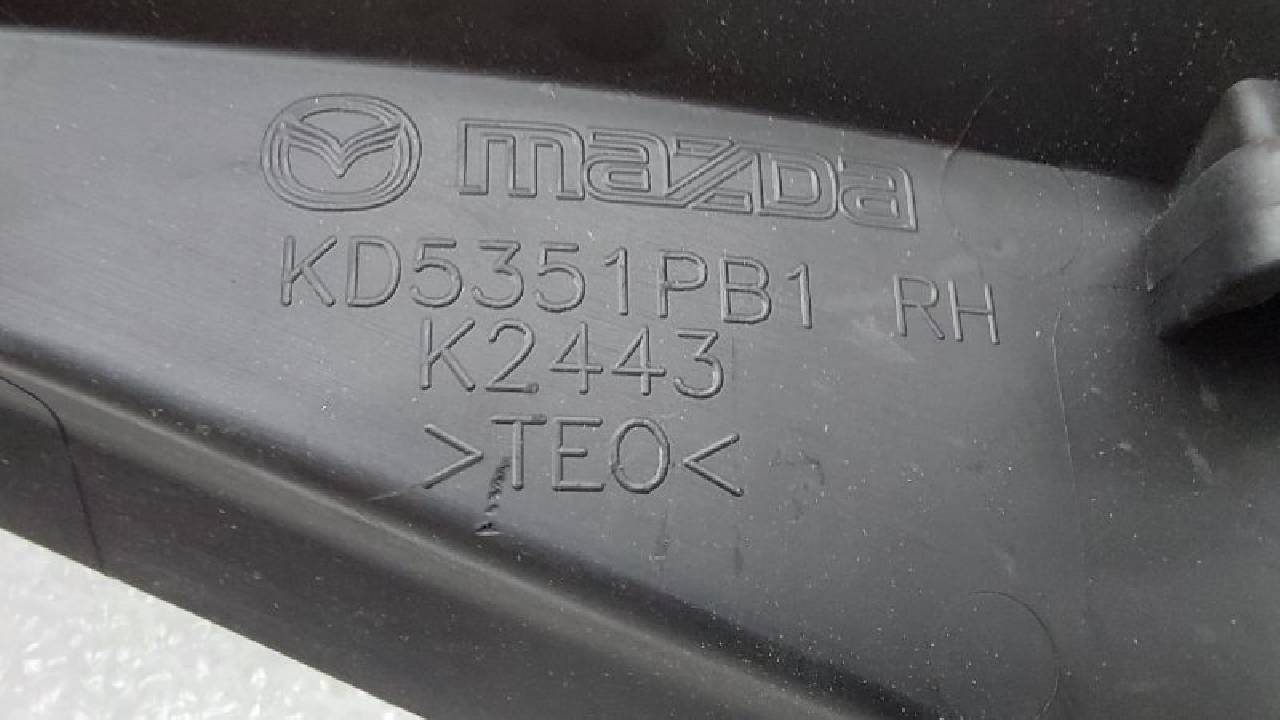 mazda
KD5351PB1 RH
K2443
>TEO<